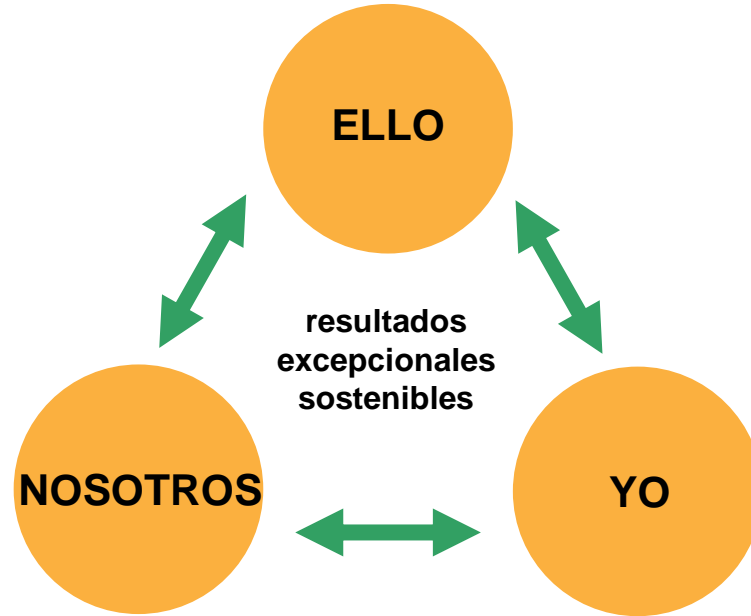 ELLO
resultados
excepcionales
sostenibles
NOSOTROS
YO